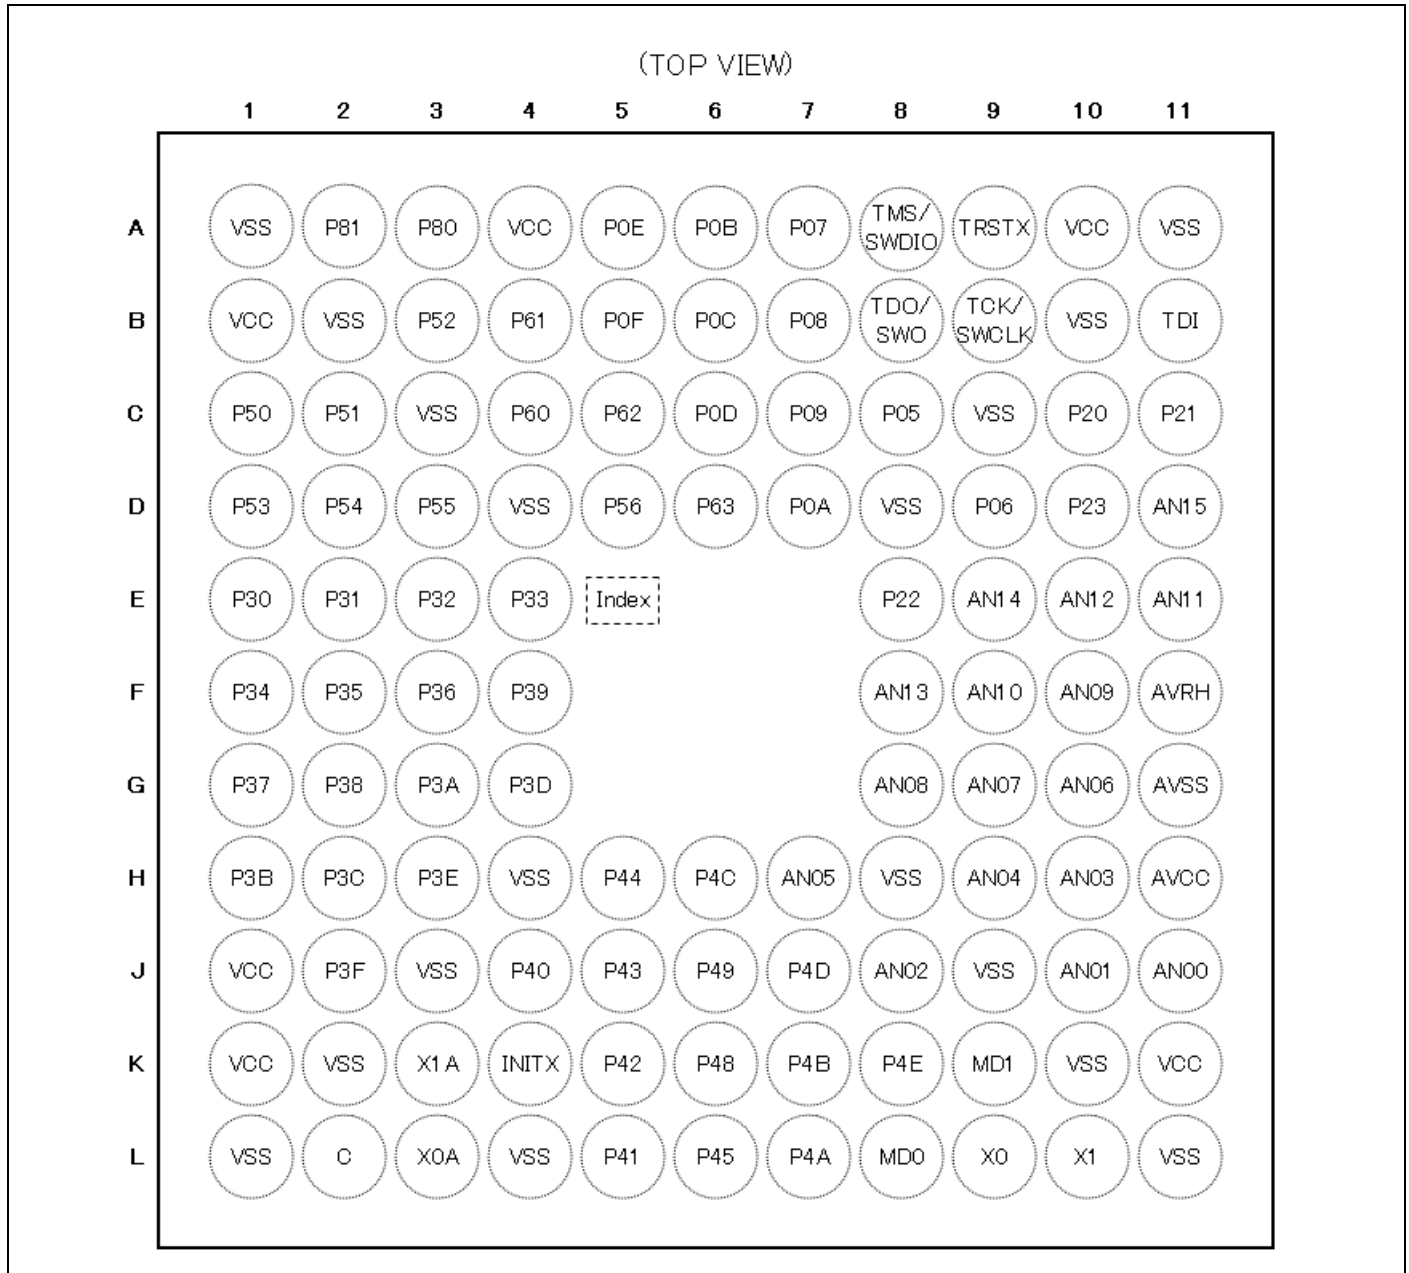 (TOP VIEW)
1 2 3 4 5 6 7 8 9 10 11
A VSS P81 P80 VCC P0E P0B P07 TMS/SWDIO TRSTX VCC VSS
B VCC VSS P52 P61 P0F P0C P08 TDO/SWO TCK/SWCLK VSS TDI
C P50 P51 VSS P60 P62 P0D P09 P05 VSS P20 P21
D P53 P54 P55 VSS P56 P63 P0A VSS P06 P23 AN15
E P30 P31 P32 P33 Index P22 AN14 AN12 AN11
F P34 P35 P36 P39 AN13 AN10 AN09 AVRH
G P37 P38 P3A P3D AN08 AN07 AN06 AVSS
H P3B P3C P3E VSS P44 P4C AN05 VSS AN04 AN03 AVCC
J VCC P3F VSS P40 P43 P49 P4D AN02 VSS AN01 AN00
K VCC VSS X1A INITX P42 P48 P4B P4E MD1 VSS VCC
L VSS C X0A VSS P41 P45 P4A MD0 X0 X1 VSS